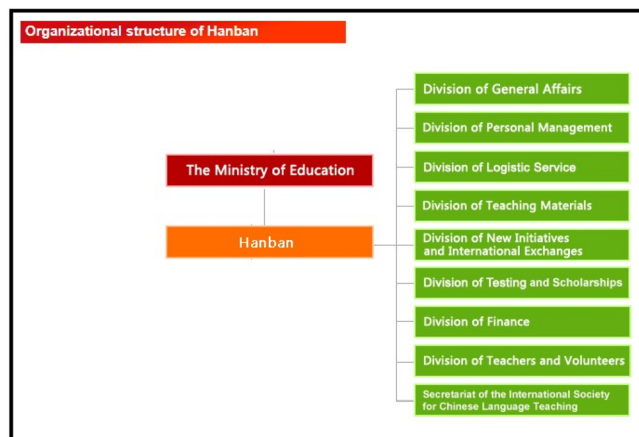 Organizational structure of Hanban
Division of General Affairs
Division of Personal Management
The Ministry of Education
Division of Logistic Service
Division of Teaching Materials
Hanban
Division of New Initiatives
and International Exchanges
Division of Testing and Scholarships
Division of Finance
Division of Teachers and Volunteers
Secretariat of the International Society
for Chinese Language Teaching